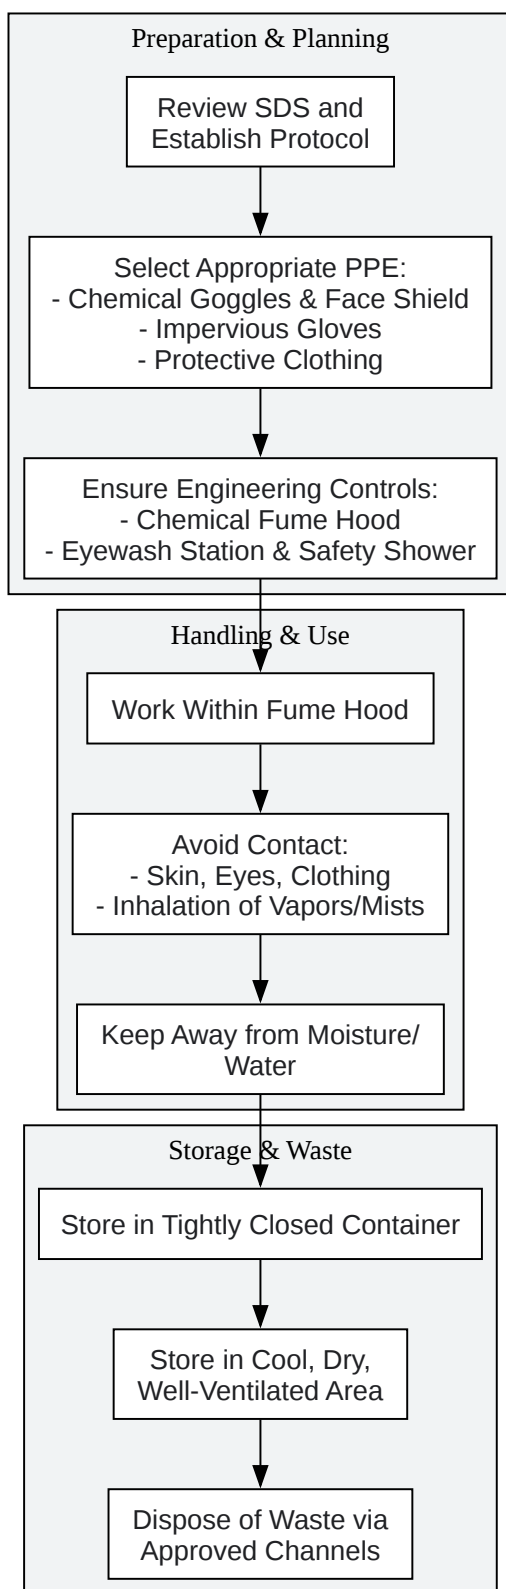 Preparation & Planning
Review SDS and
Establish Protocol
Select Appropriate PPE:
- Chemical Goggles & Face Shield
- Impervious Gloves
- Protective Clothing
Ensure Engineering Controls:
- Chemical Fume Hood
- Eyewash Station & Safety Shower
Handling & Use
Work Within Fume Hood
Avoid Contact:
- Skin, Eyes, Clothing
- Inhalation of Vapors/Mists
Keep Away from Moisture/
Water
Storage & Waste
Store in Tightly Closed Container
Store in Cool, Dry,
Well-Ventilated Area
Dispose of Waste via
Approved Channels